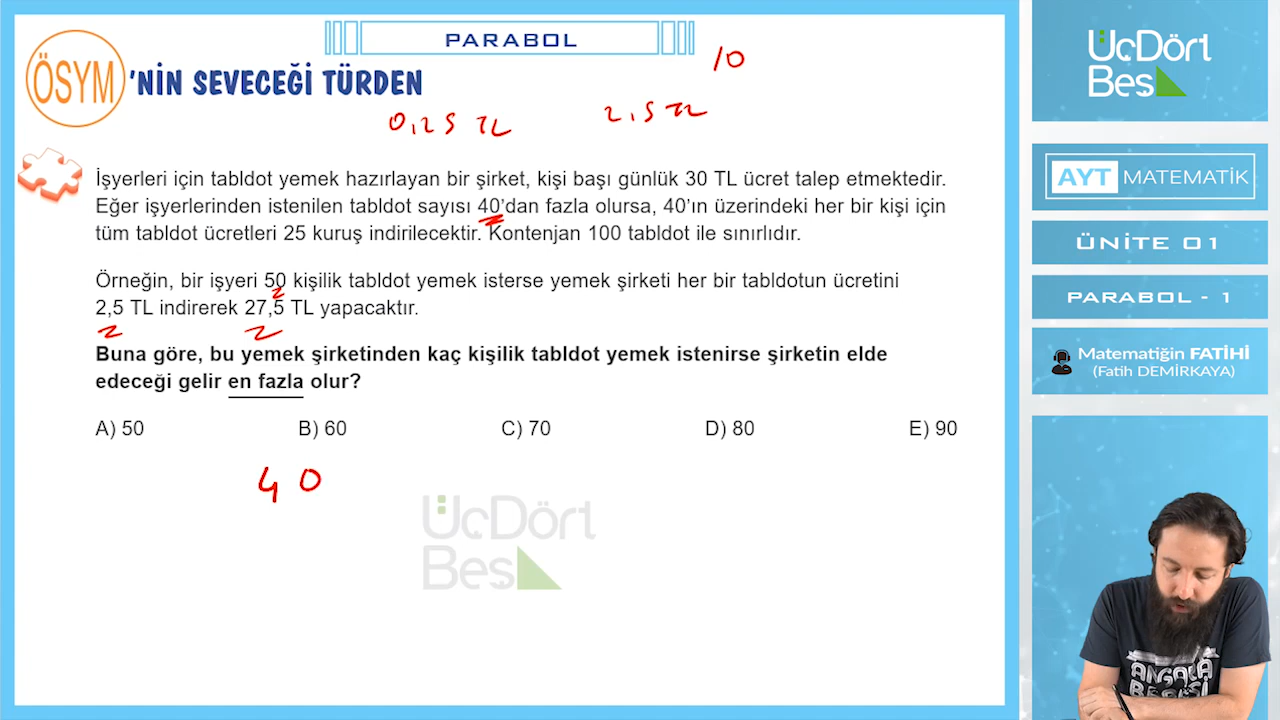 PARABOL
ÖSYM'NİN SEVECEĞİ TÜRDEN
10
0,25 TL
2,5 TL
İşyerleri için tabldot yemek hazırlayan bir şirket, kişi başı günlük 30 TL ücret talep etmektedir.
Eğer işyerlerinden istenilen tabldot sayısı 40'dan fazla olursa, 40'ın üzerindeki her bir kişi için
tüm tabldot ücretleri 25 kuruş indirilecektir. Kontenjan 100 tabldot ile sınırlıdır.
Örneğin, bir işyeri 50 kişilik tabldot yemek isterse yemek şirketi her bir tabldotun ücretini
2,5 TL indirerek 27,5 TL yapacaktır.
Buna göre, bu yemek şirketinden kaç kişilik tabldot yemek istenirse şirketin elde
edeceği gelir en fazla olur?
A) 50 B) 60 C) 70 D) 80 E) 90
40
ÜçDört
Beş
ÜçDört
Beş
AYT MATEMATİK
ÜNİTE 01
PARABOL - 1
Matematiğin FATİHİ
(Fatih DEMİRKAYA)